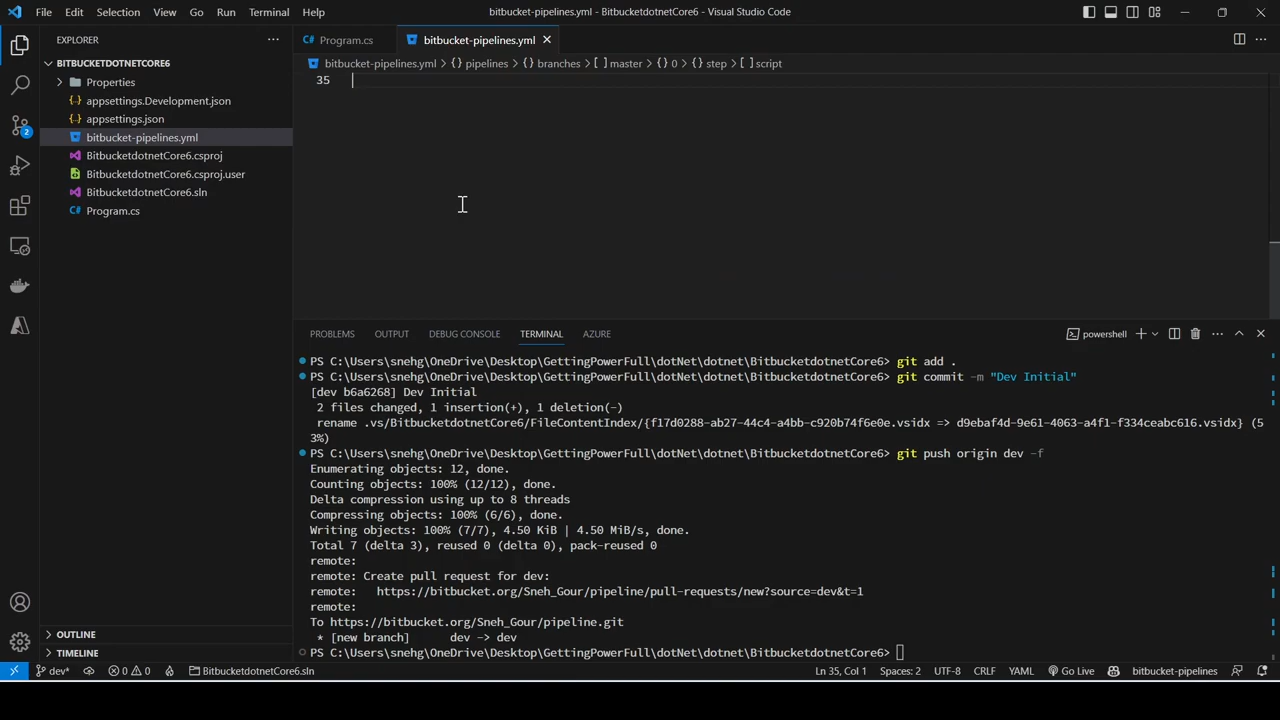 File Edit Selection View Go Run Terminal Help
bitbucket-pipelines.yml - BitbucketdotnetCore6 - Visual Studio Code
EXPLORER
BITBUCKETDOTNETCORE6
Properties
appsettings.Development.json
appsettings.json
bitbucket-pipelines.yml
BitbucketdotnetCore6.csproj
BitbucketdotnetCore6.csproj.user
BitbucketdotnetCore6.sln
Program.cs
OUTLINE
TIMELINE
2
Program.cs bitbucket-pipelines.yml
bitbucket-pipelines.yml > {} pipelines > {} branches > [ ] master > {} 0 > {} step > [ ] script
35
PROBLEMS OUTPUT DEBUG CONSOLE TERMINAL AZURE
powershell
PS C:\Users\snehg\OneDrive\Desktop\GettingPowerFull\dotNet\dotnet\BitbucketdotnetCore6> git add .
PS C:\Users\snehg\OneDrive\Desktop\GettingPowerFull\dotNet\dotnet\BitbucketdotnetCore6> git commit -m "Dev Initial"
[dev b6a6268] Dev Initial
2 files changed, 1 insertion(+), 1 deletion(-)
rename .vs/BitbucketdotnetCore6/FileContentIndex/{f17d0288-ab27-44c4-a4bb-c920b74f6e0e.vsidx => d9ebaf4d-9e61-4063-a4f1-f334ceabc616.vsidx} (5
3%)
PS C:\Users\snehg\OneDrive\Desktop\GettingPowerFull\dotNet\dotnet\BitbucketdotnetCore6> git push origin dev -f
Enumerating objects: 12, done.
Counting objects: 100% (12/12), done.
Delta compression using up to 8 threads
Compressing objects: 100% (6/6), done.
Writing objects: 100% (7/7), 4.50 KiB | 4.50 MiB/s, done.
Total 7 (delta 3), reused 0 (delta 0), pack-reused 0
remote:
remote: Create pull request for dev:
remote: https://bitbucket.org/Sneh_Gour/pipeline/pull-requests/new?source=dev&t=1
remote:
To https://bitbucket.org/Sneh_Gour/pipeline.git
* [new branch] dev -> dev
PS C:\Users\snehg\OneDrive\Desktop\GettingPowerFull\dotNet\dotnet\BitbucketdotnetCore6>
dev* 0 0 BitbucketdotnetCore6.sln Ln 35, Col 1 Spaces: 2 UTF-8 CRLF YAML Go Live bitbucket-pipelines